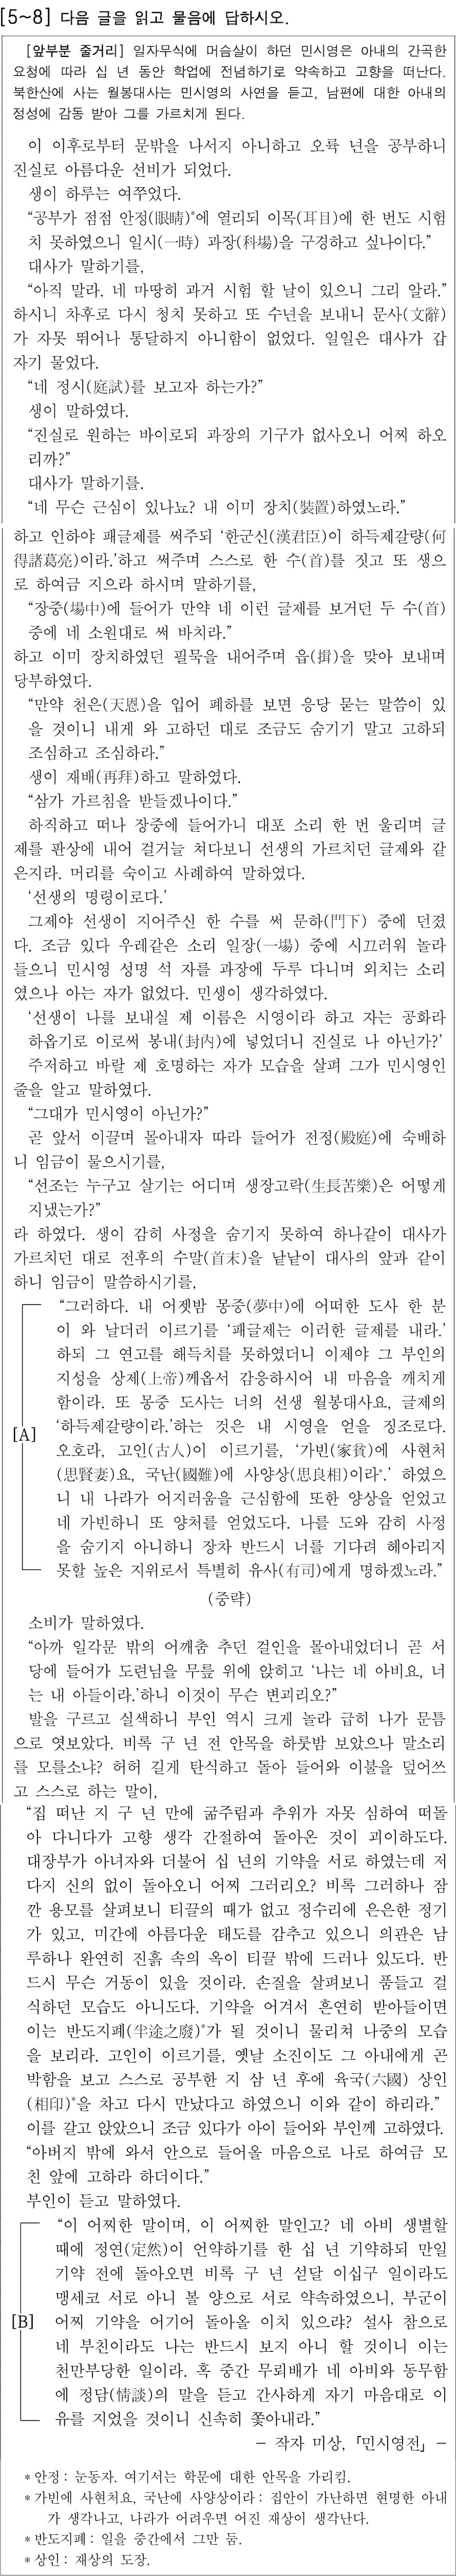 [5~8] 다음 글을 읽고 물음에 답하시오.
[앞부분 줄거리] 일자무식에 머슴살이 하던 민시영은 아내의 간곡한
요청에 따라 십 년 동안 학업에 전념하기로 약속하고 고향을 떠난다.
북한산에 사는 월봉대사는 민시영의 사연을 듣고, 남편에 대한 아내의
정성에 감동 받아 그를 가르치게 된다.
이 이후로부터 문밖을 나서지 아니하고 오륙 년을 공부하니
진실로 아름다운 선비가 되었다.
생이 하루는 여쭈었다.
“공부가 점점 안정(眼睛)*에 열리되 이목(耳目)에 한 번도 시험
치 못하였으니 일시(一時) 과장(科場)을 구경하고 싶나이다.”
대사가 말하기를,
“아직 말라. 네 마땅히 과거 시험 할 날이 있으니 그리 알라.”
하시니 차후로 다시 청치 못하고 또 수년을 보내니 문사(文辭)
가 자못 뛰어나 통달하지 아니함이 없었다. 일일은 대사가 갑
자기 물었다.
“네 정시(庭試)를 보고자 하는가?”
생이 말하였다.
“진실로 원하는 바이로되 과장의 기구가 없사오니 어찌 하오
리까?”
대사가 말하기를.
“네 무슨 근심이 있나뇨? 내 이미 장치(裝置)하였노라.”
하고 인하야 패글제를 써주되 ‘한군신(漢君臣)이 하득제갈량(何
得諸葛亮)이라.’하고 써주며 스스로 한 수(首)를 짓고 또 생으
로 하여금 지으라 하시며 말하기를,
“장중(場中)에 들어가 만약 네 이런 글제를 보거던 두 수(首)
중에 네 소원대로 써 바치라.”
하고 이미 장치하였던 필묵을 내어주며 읍(揖)을 맞아 보내며
당부하였다.
“만약 천은(天恩)을 입어 폐하를 보면 응당 묻는 말씀이 있
을 것이니 내게 와 고하던 대로 조금도 숨기기 말고 고하되
조심하고 조심하라.”
생이 재배(再拜)하고 말하였다.
“삼가 가르침을 받들겠나이다.”
하직하고 떠나 장중에 들어가니 대포 소리 한 번 울리며 글
제를 판상에 내어 걸거늘 쳐다보니 선생의 가르치던 글제와 같
은지라. 머리를 숙이고 사례하여 말하였다.
‘선생의 명령이로다.’
그제야 선생이 지어주신 한 수를 써 문하(門下) 중에 던졌
다. 조금 있다 우레같은 소리 일장(一場) 중에 시끄러워 놀라
들으니 민시영 성명 석 자를 과장에 두루 다니며 외치는 소리
였으나 아는 자가 없었다. 민생이 생각하였다.
‘선생이 나를 보내실 제 이름은 시영이라 하고 자는 공화라
하옵기로 이로써 봉내(封內)에 넣었더니 진실로 나 아닌가?’
주저하고 바랄 제 호명하는 자가 모습을 살펴 그가 민시영인
줄을 알고 말하였다.
“그대가 민시영이 아닌가?”
곧 앞서 이끌며 몰아내자 따라 들어가 전정(殿庭)에 숙배하
니 임금이 물으시기를,
“선조는 누구고 살기는 어디며 생장고락(生長苦樂)은 어떻게
지냈는가?”
라 하였다. 생이 감히 사정을 숨기지 못하여 하나같이 대사가
가르치던 대로 전후의 수말(首末)을 낱낱이 대사의 앞과 같이
하니 임금이 말씀하시기를,
“그러하다. 내 어젯밤 몽중(夢中)에 어떠한 도사 한 분
이 와 날더러 이르기를 ‘패글제는 이러한 글제를 내라.’
하되 그 연고를 해득치를 못하였더니 이제야 그 부인의
지성을 상제(上帝)께옵서 감응하시어 내 마음을 깨치게
함이라. 또 몽중 도사는 너의 선생 월봉대사요, 글제의
[A] ‘하득제갈량이라.’하는 것은 내 시영을 얻을 징조로다.
오호라, 고인(古人)이 이르기를, ‘가빈(家貧)에 사현처
(思賢妻)요, 국난(國難)에 사양상(思良相)이라*.’ 하였으
니 내 나라가 어지러움을 근심함에 또한 양상을 얻었고
네 가빈하니 또 양처를 얻었도다. 나를 도와 감히 사정
을 숨기지 아니하니 장차 반드시 너를 기다려 헤아리지
못할 높은 지위로서 특별히 유사(有司)에게 명하겠노라.”
(중략)
소비가 말하였다.
“아까 일각문 밖의 어깨춤 추던 걸인을 몰아내었더니 곧 서
당에 들어가 도련님을 무릎 위에 앉히고 ‘나는 네 아비요, 너
는 내 아들이라.’하니 이것이 무슨 변괴리오?”
발을 구르고 실색하니 부인 역시 크게 놀라 급히 나가 문틈
으로 엿보았다. 비록 구 년 전 안목을 하룻밤 보았으나 말소리
를 모를소냐? 허허 길게 탄식하고 돌아 들어와 이불을 덮어쓰
고 스스로 하는 말이,
“집 떠난 지 구 년 만에 굶주림과 추위가 자못 심하여 떠돌
아 다니다가 고향 생각 간절하여 돌아온 것이 괴이하도다.
대장부가 아녀자와 더불어 십 년의 기약을 서로 하였는데 저
다지 신의 없이 돌아오니 어찌 그러리오? 비록 그러하나 잠
깐 용모를 살펴보니 티끌의 때가 없고 정수리에 은은한 정기
가 있고, 미간에 아름다운 태도를 감추고 있으니 의관은 남
루하나 완연히 진흙 속의 옥이 티끌 밖에 드러나 있도다. 반
드시 무슨 거동이 있을 것이라. 손질을 살펴보니 품들고 걸
식하던 모습도 아니도다. 기약을 어겨서 흔연히 받아들이면
이는 반도지폐(半途之廢)*가 될 것이니 물리쳐 나중의 모습
을 보리라. 고인이 이르기를, 옛날 소진이도 그 아내에게 곤
박함을 보고 스스로 공부한 지 삼 년 후에 육국(六國) 상인
(相印)*을 차고 다시 만났다고 하였으니 이와 같이 하리라.”
이를 갈고 앉았으니 조금 있다가 아이 들어와 부인께 고하였다.
“아버지 밖에 와서 안으로 들어올 마음으로 나로 하여금 모
친 앞에 고하라 하더이다.”
부인이 듣고 말하였다.
“이 어찌한 말이며, 이 어찌한 말인고? 네 아비 생별할
때에 정연(定然)이 언약하기를 한 십 년 기약하되 만일
기약 전에 돌아오면 비록 구 년 섣달 이십구 일이라도
맹세코 서로 아니 볼 양으로 서로 약속하였으니, 부군이
[B] 어찌 기약을 어기어 돌아올 이치 있으랴? 설사 참으로
네 부친이라도 나는 반드시 보지 아니 할 것이니 이는
천만부당한 일이라. 혹 중간 무뢰배가 네 아비와 동무함
에 정담(情談)의 말을 듣고 간사하게 자기 마음대로 이
유를 지었을 것이니 신속히 쫓아내라.”
- 작자 미상, 「민시영전」 -
* 안정 : 눈동자. 여기서는 학문에 대한 안목을 가리킴.
* 가빈에 사현처요, 국난에 사양상이라 : 집안이 가난하면 현명한 아내
가 생각나고, 나라가 어려우면 어진 재상이 생각난다.
* 반도지폐 : 일을 중간에서 그만 둠.
* 상인 : 재상의 도장.